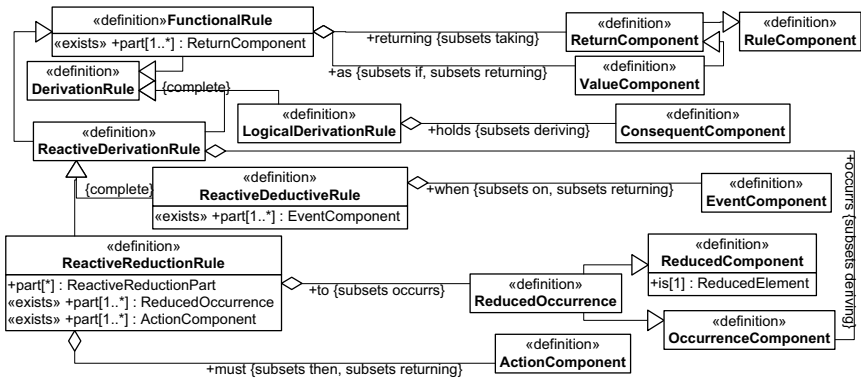 «definition»FunctionalRule
«exists» +part[1..*] : ReturnComponent
+returning {subsets taking}
«definition»
ReturnComponent
«definition»
RuleComponent
+as {subsets if, subsets returning}
«definition»
ValueComponent
«definition»
DerivationRule
{complete}
«definition»
LogicalDerivationRule
+holds {subsets deriving}
«definition»
ConsequentComponent
«definition»
ReactiveDerivationRule
+occurrs {subsets deriving}
{complete}
«definition»
ReactiveDeductiveRule
«exists» +part[1..*] : EventComponent
+when {subsets on, subsets returning}
«definition»
EventComponent
«definition»
ReactiveReductionRule
+part[*] : ReactiveReductionPart
«exists» +part[1..*] : ReducedOccurrence
«exists» +part[1..*] : ActionComponent
+to {subsets occurrs}
«definition»
ReducedOccurrence
«definition»
ReducedComponent
+is[1] : ReducedElement
«definition»
OccurrenceComponent
+must {subsets then, subsets returning}
«definition»
ActionComponent